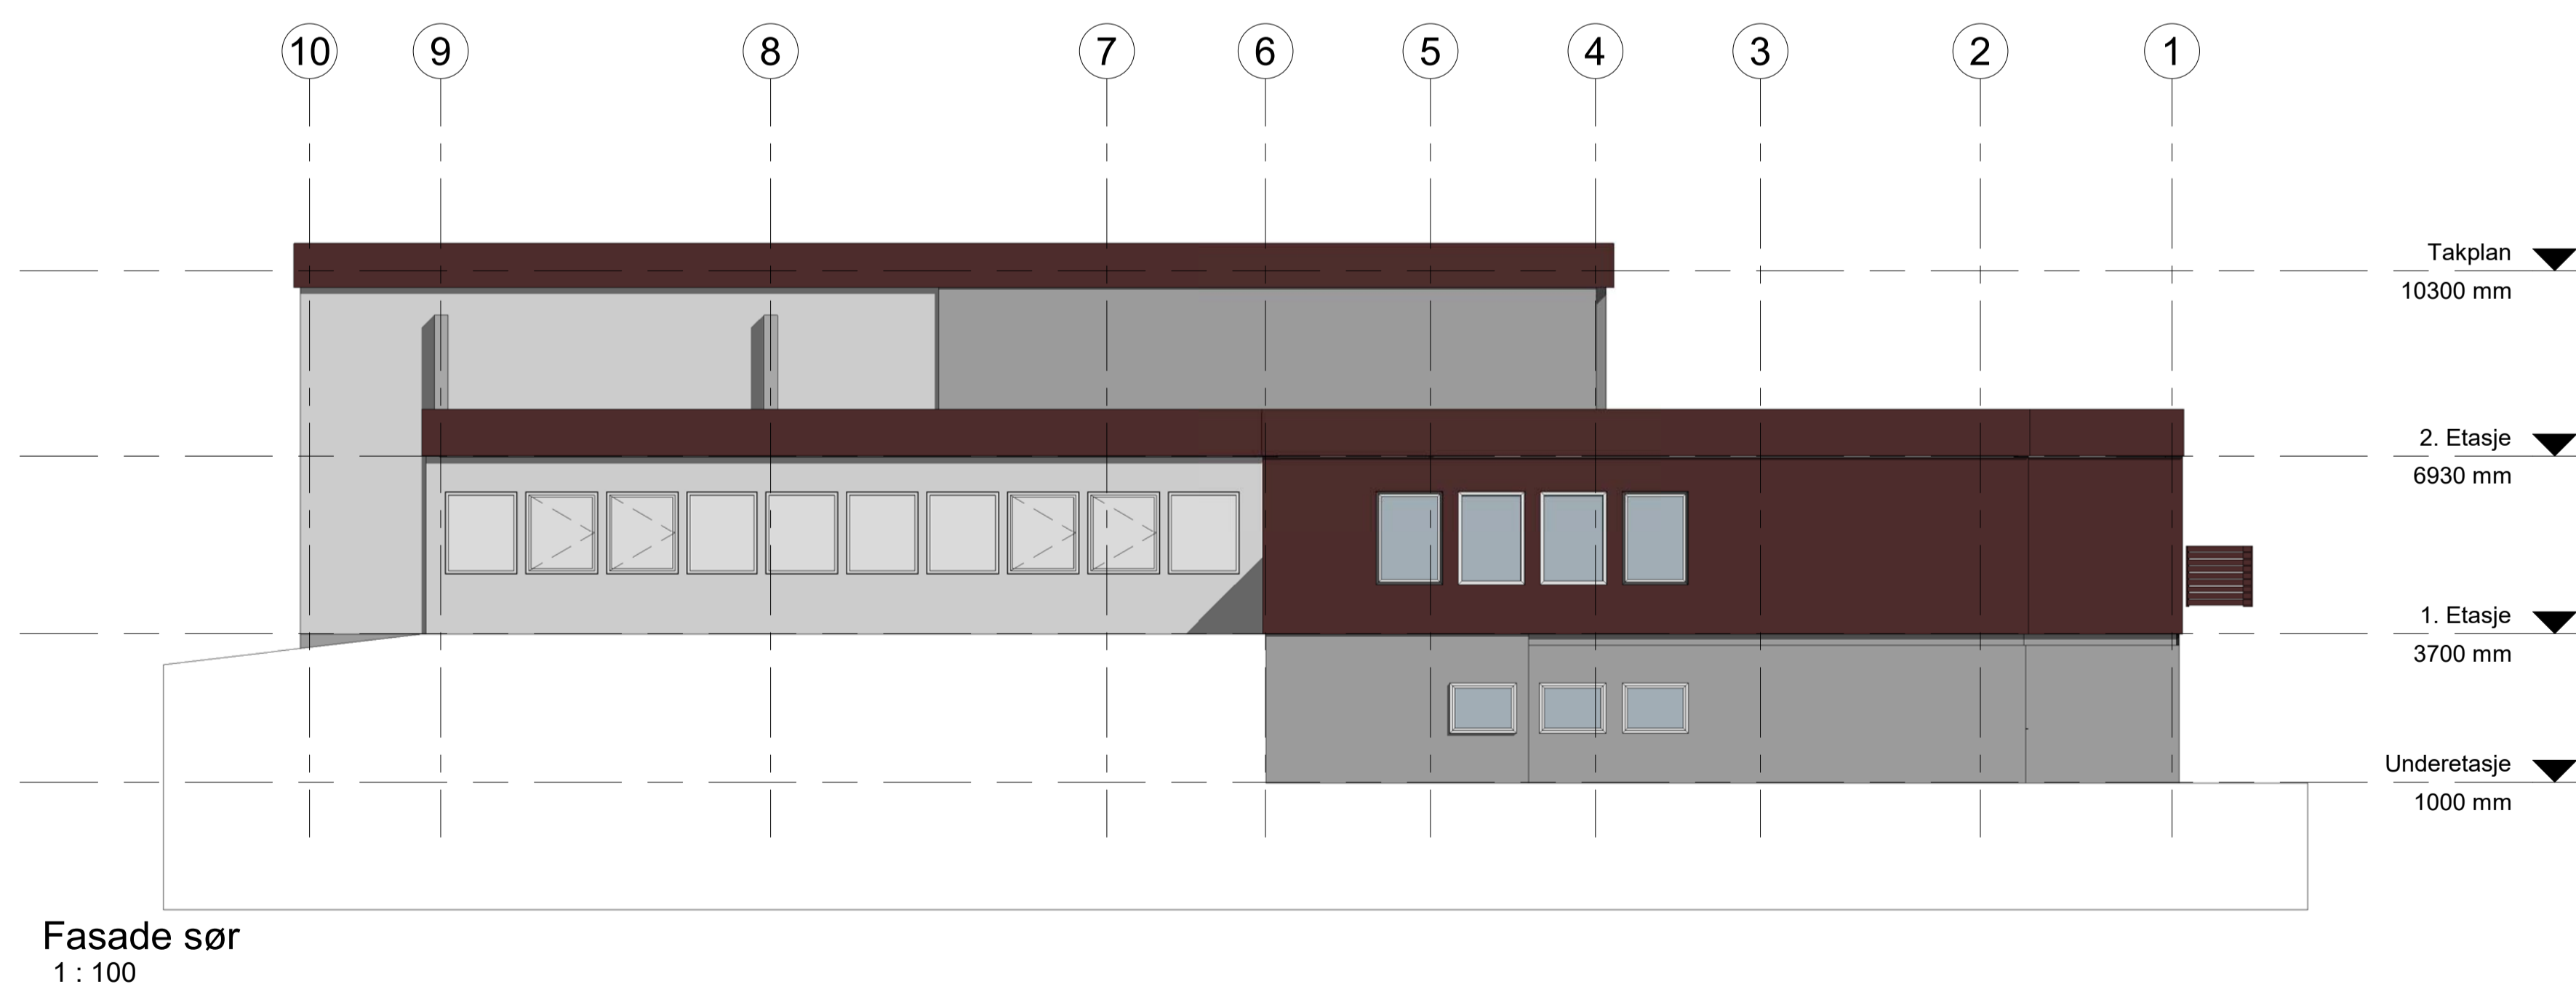 10 9 8 7 6 5 4 3 2 1
Takplan
10300 mm
2. Etasje
6930 mm
1. Etasje
3700 mm
Underetasje
1000 mm
Fasade sør
1 : 100